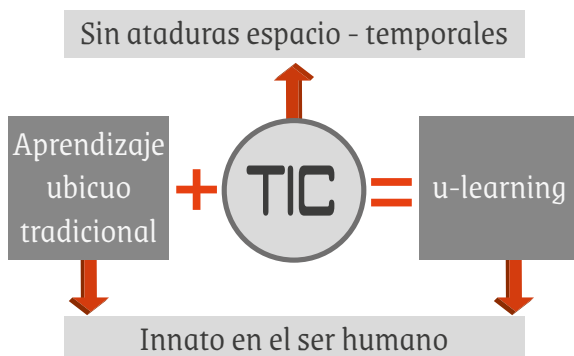 Sin ataduras espacio - temporales
Aprendizaje
ubicuo
tradicional
+
TIC
=
u-learning
Innato en el ser humano